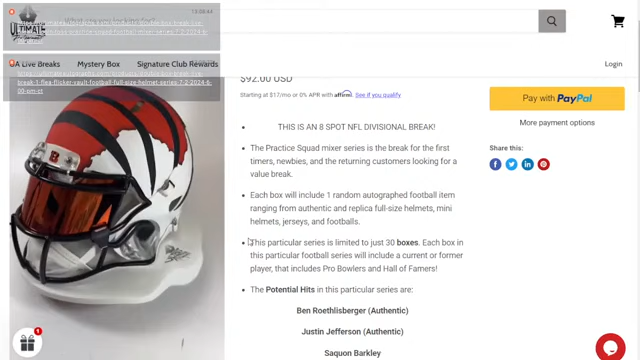 ULTIMATE
What are you looking for?
UA Live Breaks
Mystery Box
Signature Club Rewards
Login
$92.00 USD
Starting at $17/mo or 0% APR with affirm. See if you qualify
Pay with PayPal
More payment options
Share this:
• THIS IS AN 8 SPOT NFL DIVISIONAL BREAK!
• The Practice Squad mixer series is the break for the first
timers, newbies, and the returning customers looking for a
value break.
• Each box will include 1 random autographed football item
ranging from authentic and replica full-size helmets, mini
helmets, jerseys, and footballs.
• This particular series is limited to just 30 boxes. Each box in
this particular football series will include a current or former
player, that includes Pro Bowlers and Hall of Famers!
• The Potential Hits in this particular series are:
Ben Roethlisberger (Authentic)
Justin Jefferson (Authentic)
Saquon Barkley
1